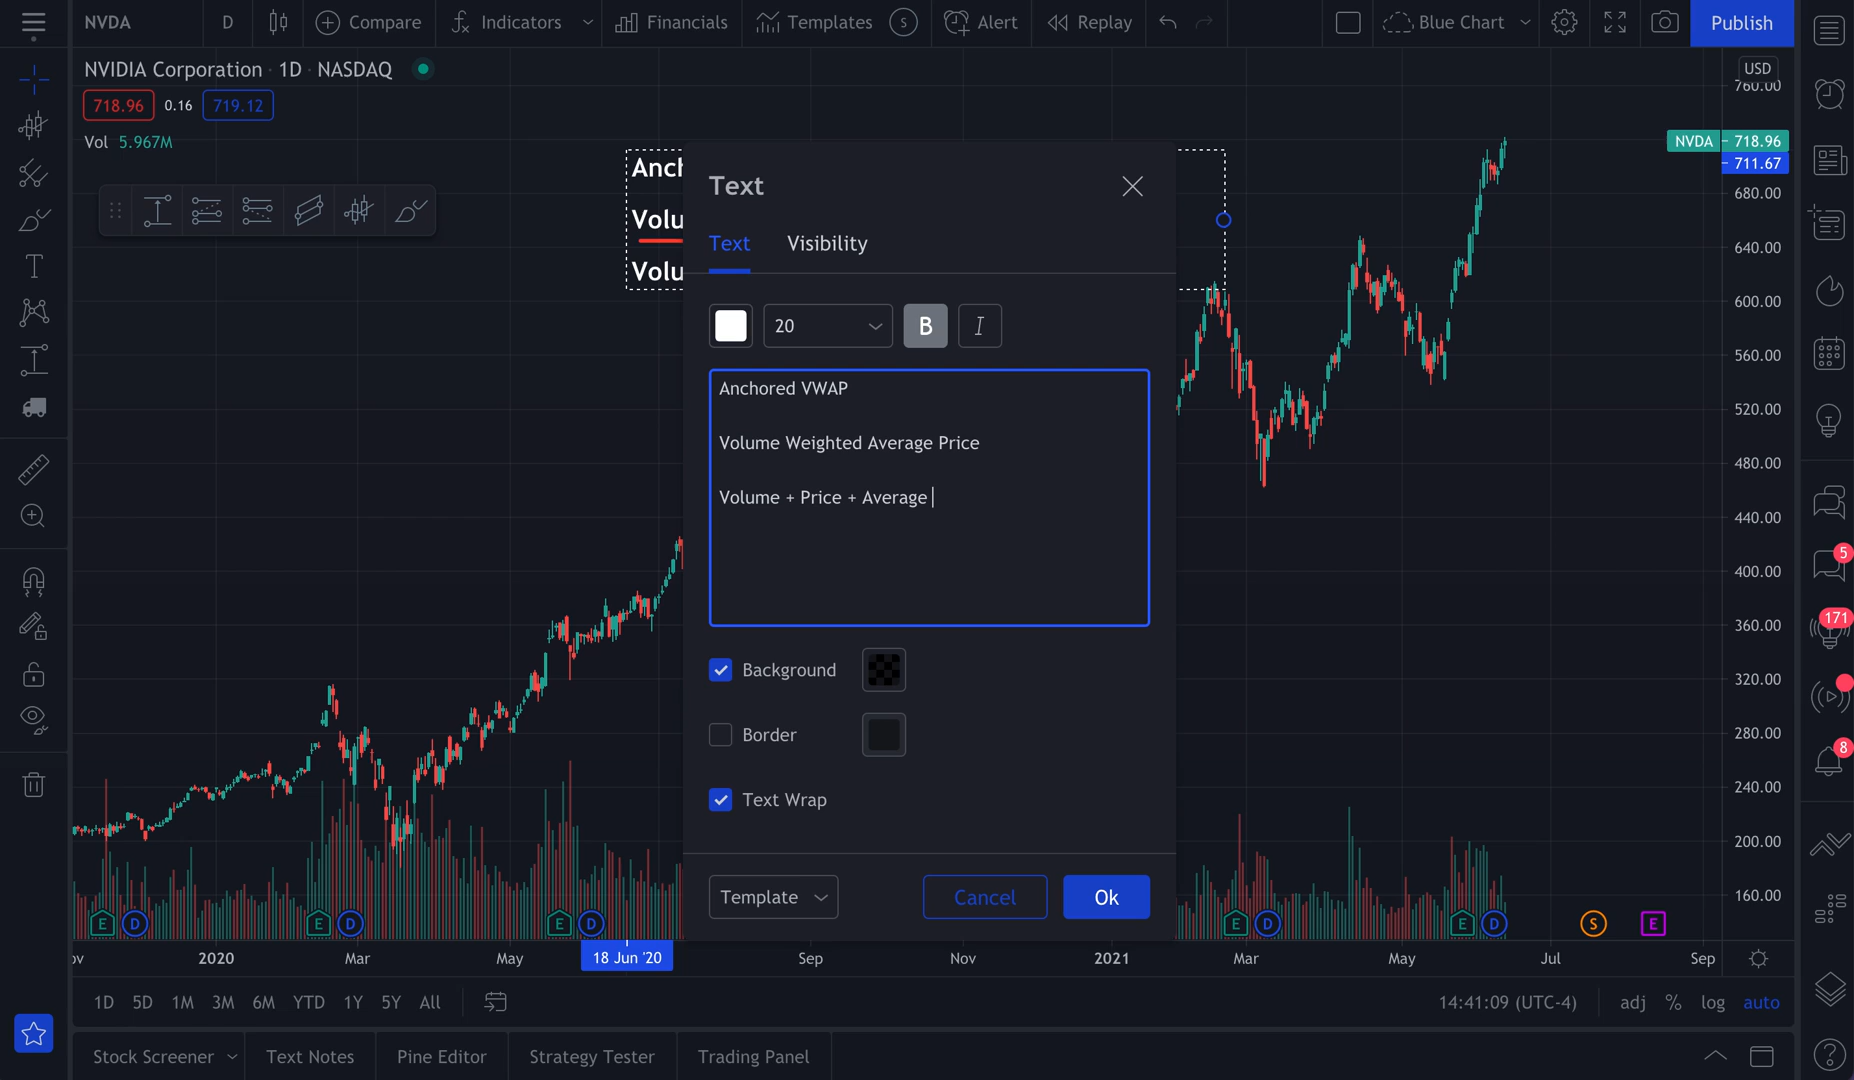 NVDA
D
Compare
Indicators
Financials
Templates
S
Alert
Replay
Blue Chart
Publish
NVIDIA Corporation · 1D · NASDAQ
718.96 0.16 719.12
Vol 5.967M
USD
760.00
NVDA 718.96
711.67
680.00
640.00
600.00
560.00
520.00
480.00
440.00
400.00
360.00
320.00
280.00
240.00
200.00
160.00
Text
Text Visibility
20
B
I
Anchored VWAP
Volume Weighted Average Price
Volume + Price + Average
Background
Border
Text Wrap
Template
Cancel
Ok
5
171
8
E D E D E D E D E D S E
2020 Mar May 18 Jun '20 Sep Nov 2021 Mar May Jul Sep
1D 5D 1M 3M 6M YTD 1Y 5Y All
14:41:09 (UTC-4) adj % log auto
Stock Screener Text Notes Pine Editor Strategy Tester Trading Panel